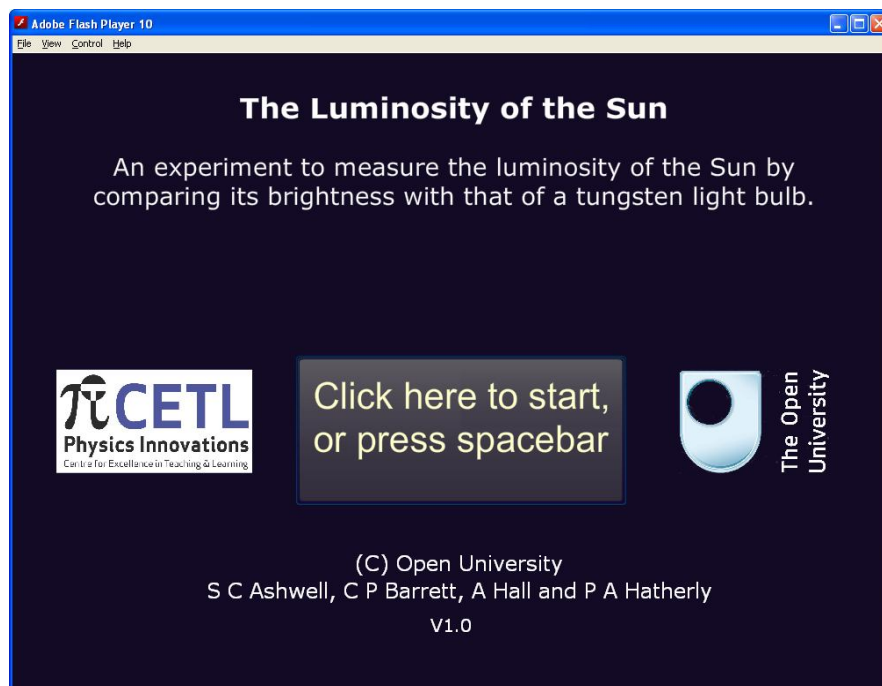 Adobe Flash Player 10
File View Control Help
The Luminosity of the Sun
An experiment to measure the luminosity of the Sun by
comparing its brightness with that of a tungsten light bulb.
πCETL
Physics Innovations
Centre for Excellence in Teaching & Learning
Click here to start,
or press spacebar
The Open
University
(C) Open University
S C Ashwell, C P Barrett, A Hall and P A Hatherly
V1.0